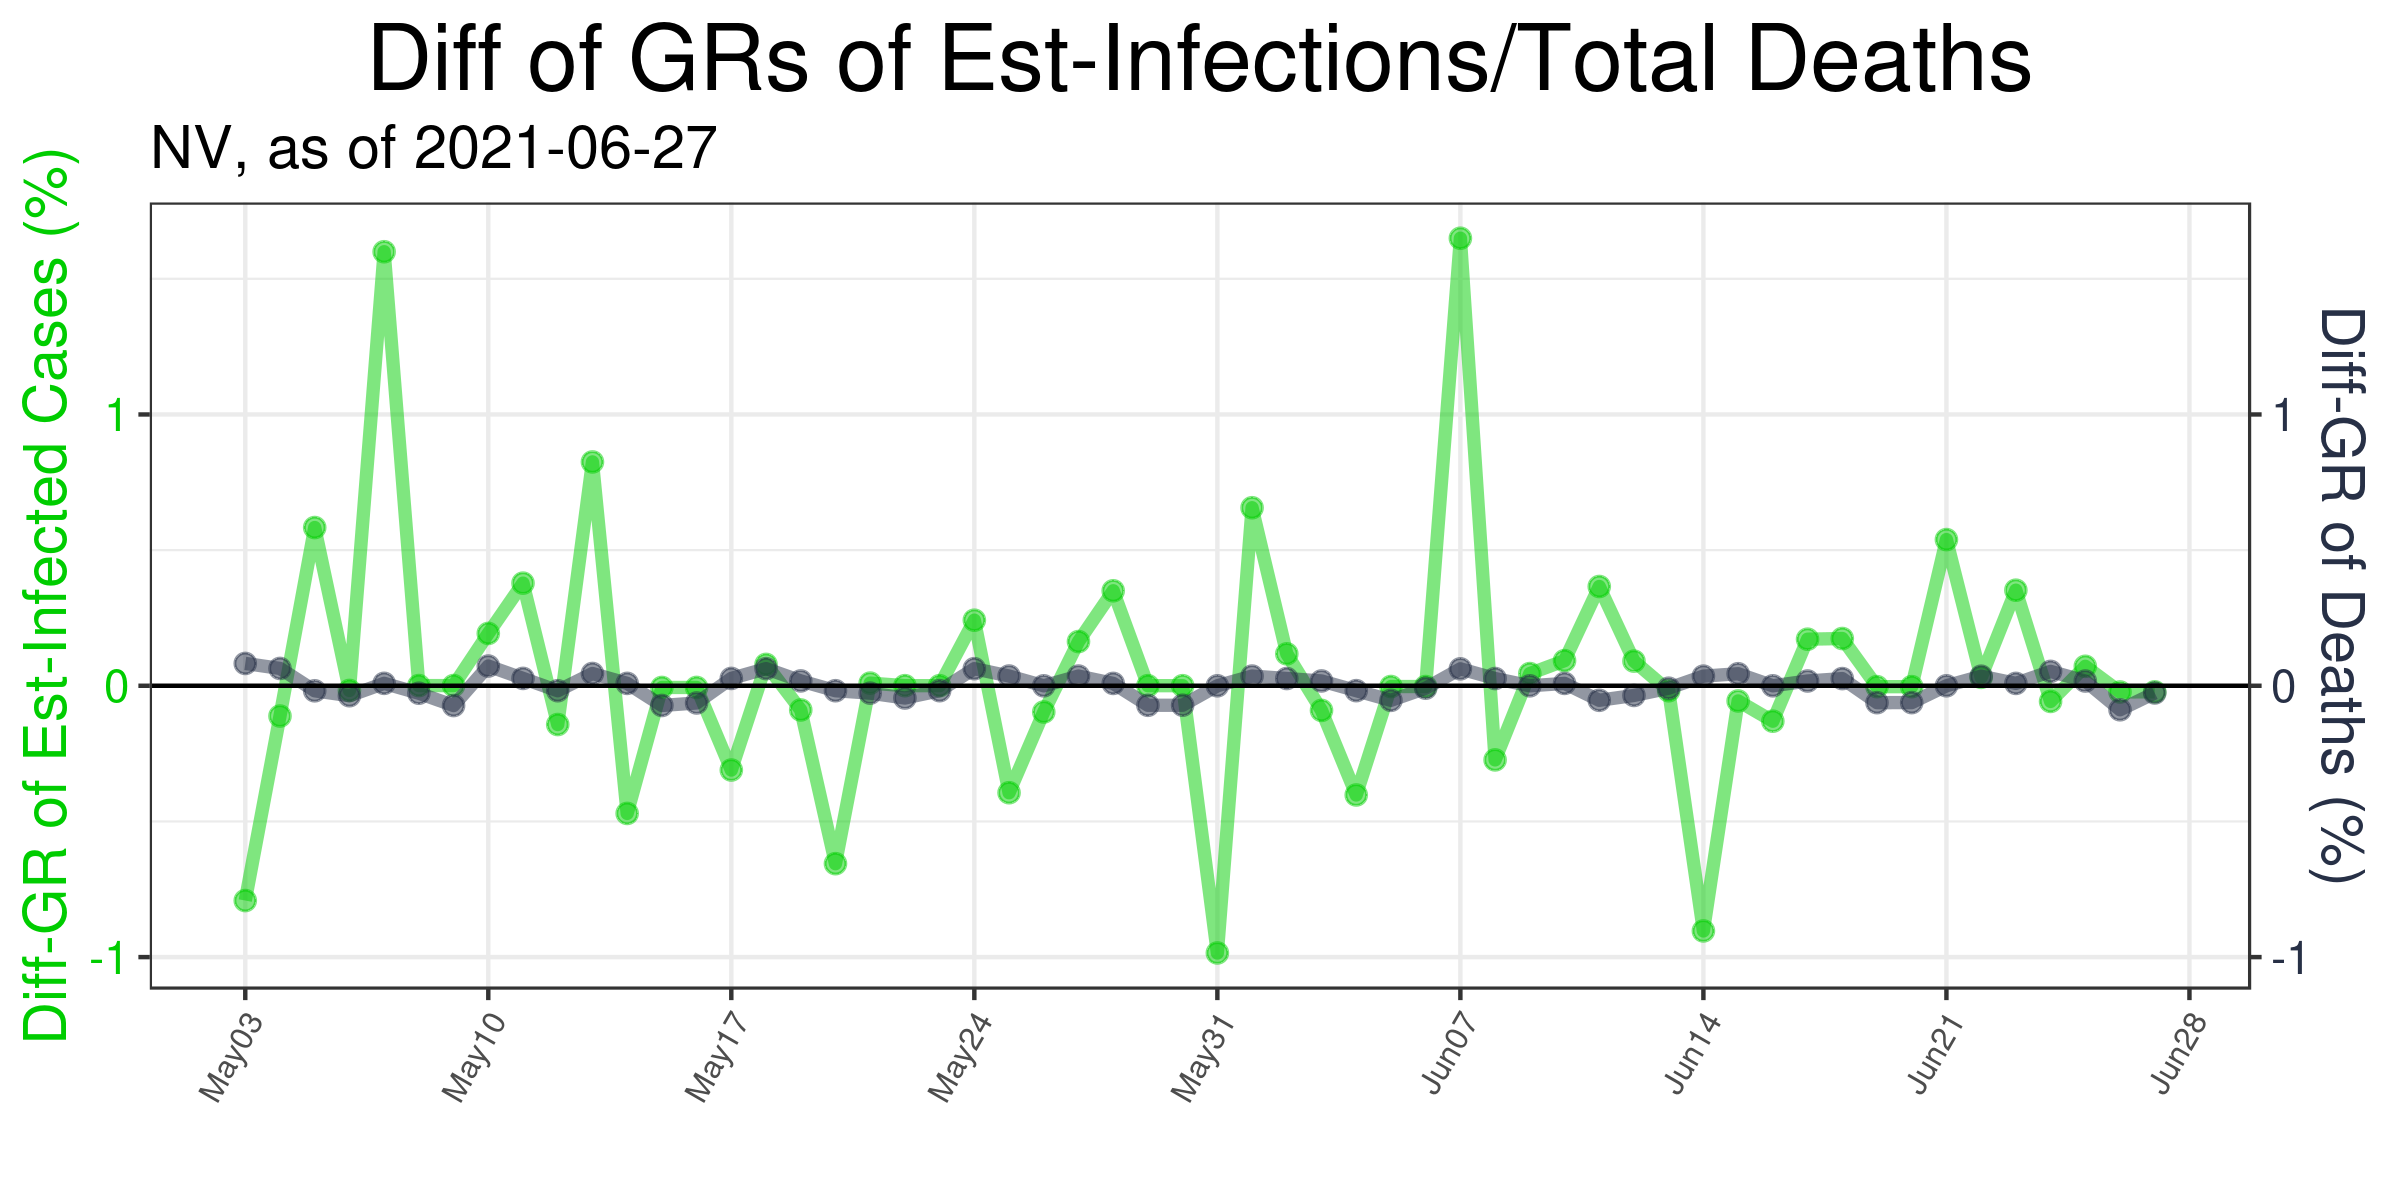 Diff of GRs of Est-Infections/Total Deaths
NV, as of 2021-06-27
Diff-GR of Est-Infected Cases (%)
1
0
-1
1
0
-1
Diff-GR of Deaths (%)
May03
May10
May17
May24
May31
Jun07
Jun14
Jun21
Jun28